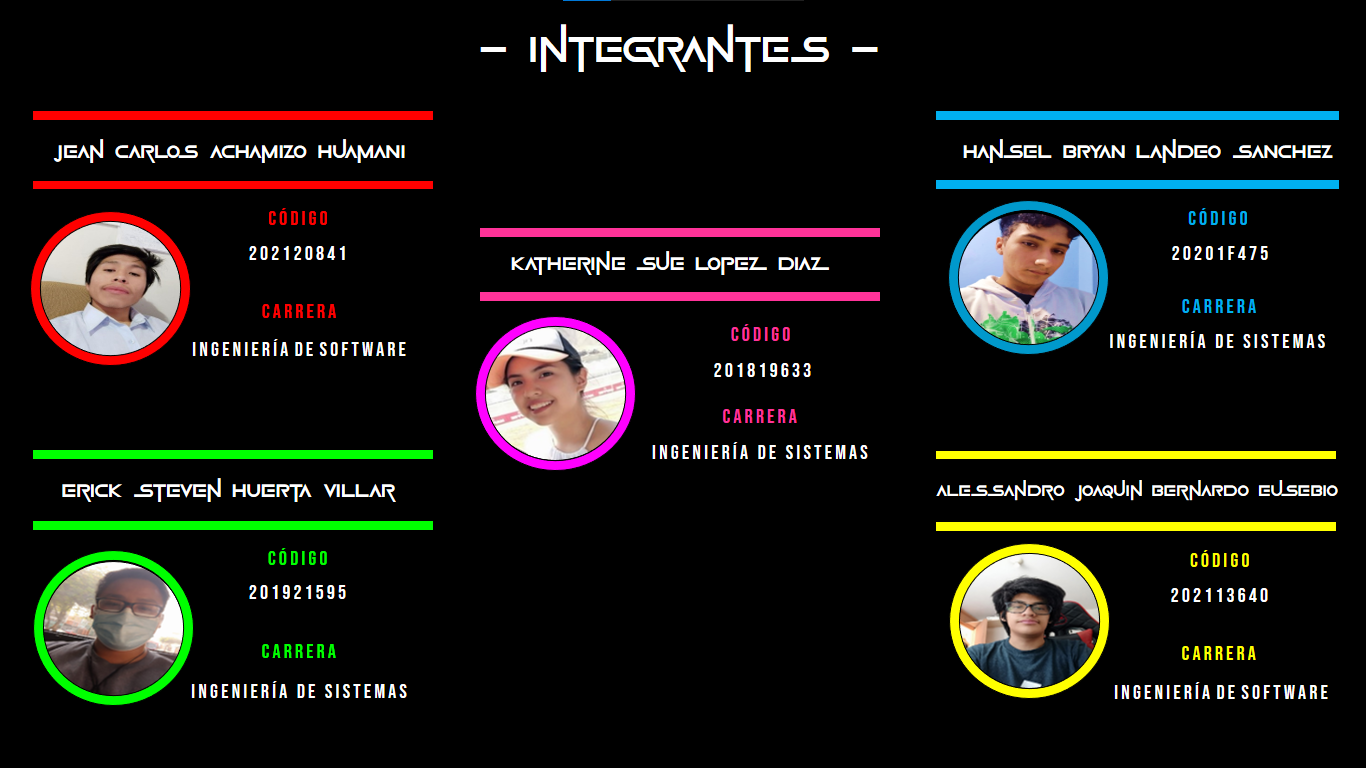 - INTEGRANTES -
JEAN CARLOS ACHAMIZO HUAMANI
CÓDIGO
202120841
CARRERA
INGENIERÍA DE SOFTWARE
ERICK STEVEN HUERTA VILLAR
CÓDIGO
201921595
CARRERA
INGENIERÍA DE SISTEMAS
KATHERINE SUE LOPEZ DIAZ
CÓDIGO
201819633
CARRERA
INGENIERÍA DE SISTEMAS
HANSEL BRYAN LANDEO SANCHEZ
CÓDIGO
20201F475
CARRERA
INGENIERÍA DE SISTEMAS
ALESSANDRO JOAQUIN BERNARDO EUSEBIO
CÓDIGO
202113640
CARRERA
INGENIERÍA DE SOFTWARE